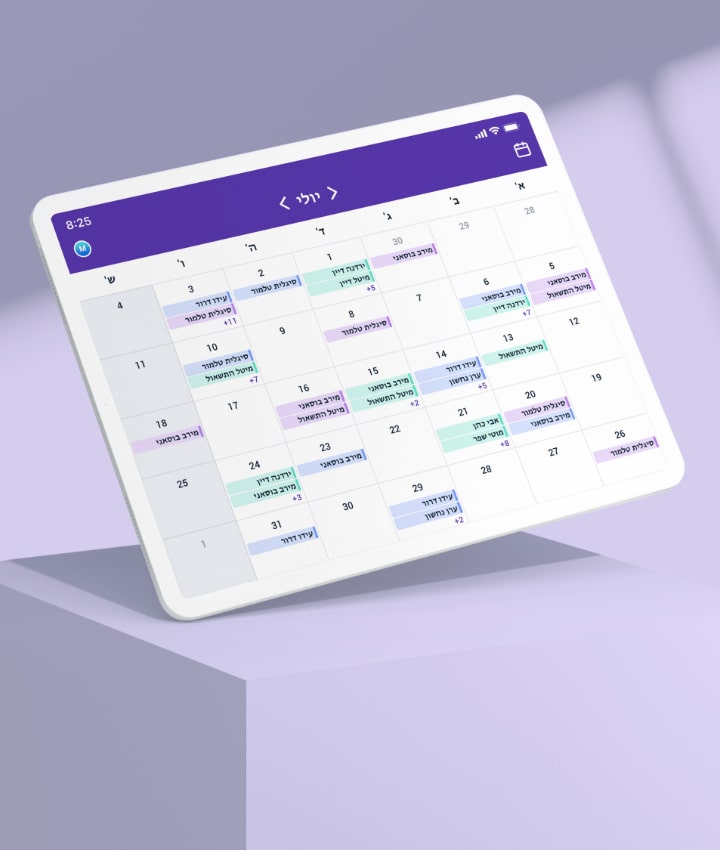 8:25
M
יולי
א'
ב'
ג'
ד'
ה'
ו'
ש'
28
29
30
מירב בוסאני
1
ירדנה דיין
מיטל דיין
+5
2
סיגלית טלמור
3
עידו דרור
סיגלית טלמור
+11
4
5
מירב בוסאני
מיטל התשאול
6
מירב בוסאני
ירדנה דיין
+7
7
8
סיגלית טלמור
9
10
סיגלית טלמור
מיטל התשאול
+7
11
12
13
מיטל התשאול
14
עידו דרור
ערן נחשון
+5
15
מירב בוסאני
מיטל התשאול
+2
16
מירב בוסאני
מיטל התשאול
17
18
מירב בוסאני
19
20
סיגלית טלמור
מירב בוסאני
21
אבי כהן
מוטי שפר
+8
22
23
מירב בוסאני
24
ירדנה דיין
מירב בוסאני
+3
25
26
סיגלית טלמור
27
28
29
עידו דרור
ערן נחשון
+2
30
31
עידו דרור
1